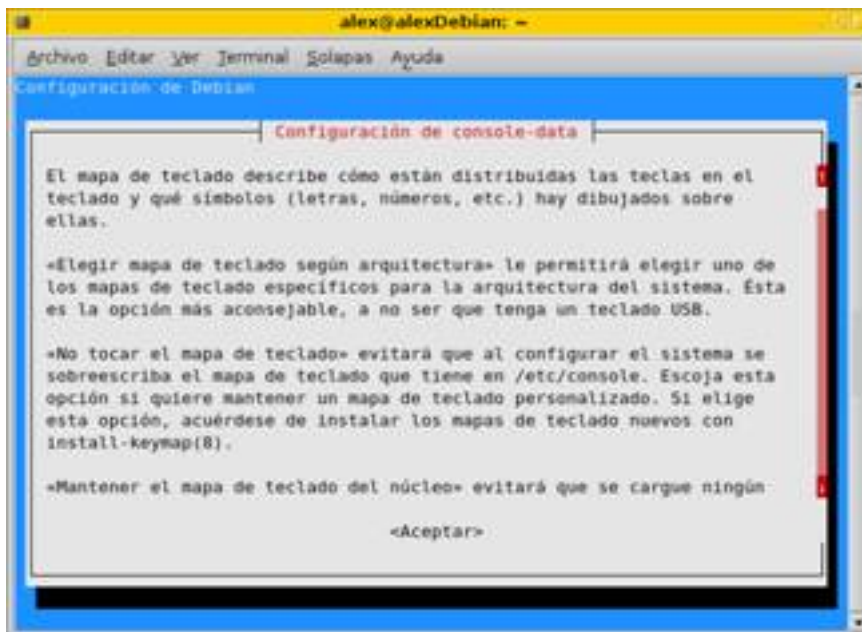 alex@alexDebian: ~
Archivo Editar Ver Terminal Solapas Ayuda
Configuración de Debian
Configuración de console-data
El mapa de teclado describe cómo están distribuidas las teclas en el
teclado y qué símbolos (letras, números, etc.) hay dibujados sobre
ellas.
«Elegir mapa de teclado según arquitectura» le permitirá elegir uno de
los mapas de teclado específicos para la arquitectura del sistema. Ésta
es la opción más aconsejable, a no ser que tenga un teclado USB.
«No tocar el mapa de teclado» evitará que al configurar el sistema se
sobreescriba el mapa de teclado que tiene en /etc/console. Escoja esta
opción si quiere mantener un mapa de teclado personalizado. Si elige
esta opción, acuérdese de instalar los mapas de teclado nuevos con
install-keymap(8).
«Mantener el mapa de teclado del núcleo» evitará que se cargue ningún
<Aceptar>